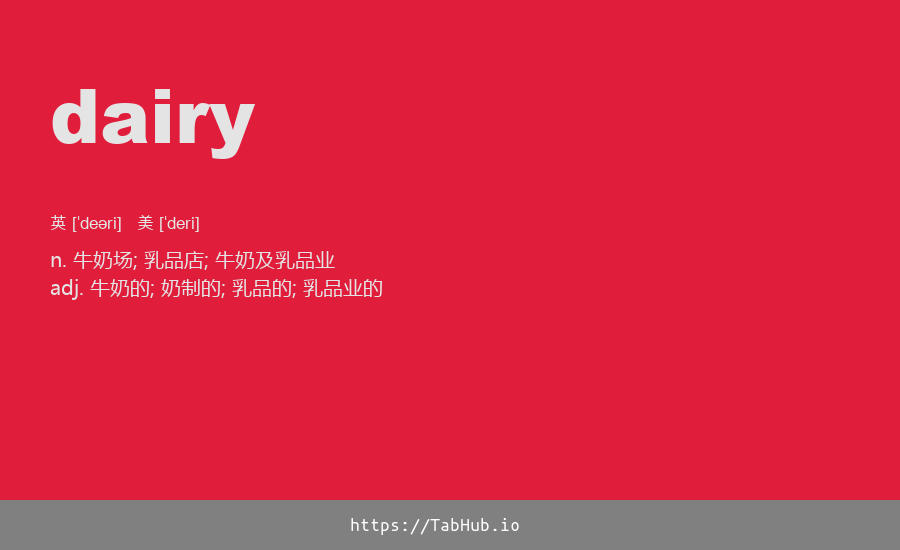 dairy
英 [ˈdeəri] 美 [ˈderi]
n. 牛奶场; 乳品店; 牛奶及乳品业
adj. 牛奶的; 奶制的; 乳品的; 乳品业的
https://TabHub.io